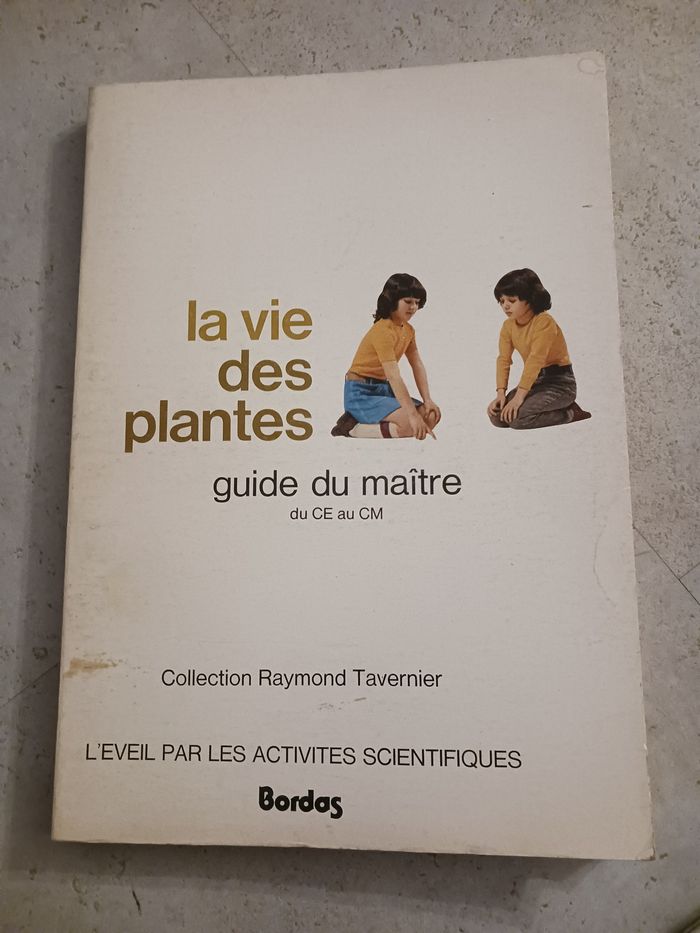 la vie
des
plantes
guide du maître
du CE au CM
Collection Raymond Tavernier
L'EVEIL PAR LES ACTIVITES SCIENTIFIQUES
Bordas